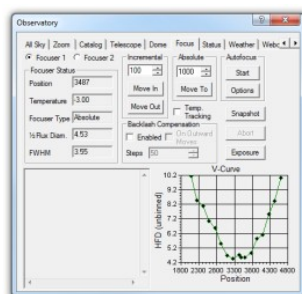 Observatory
All Sky Zoom Catalog Telescope Dome Focus Status Weather Webc
Focuser 1 Focuser 2
Incremental
Absolute
Autofocus
Focuser Status
100
1000
Start
Position 3487
Move In
Move To
Options
Temperature -3.00
Move Out
Temp. Tracking
Snapshot
Focuser Type Absolute
Backlash Compensation
½ Flux Diam. 4.53
Enabled On Outward Moves
Abort
FWHM 3.55
Steps 50
Exposure
V-Curve
HFD (unbinned)
10.2
9.2
8.2
7.2
6.2
5.2
4.2
1800 2300 2800 3300 3800 4300 4800
Position